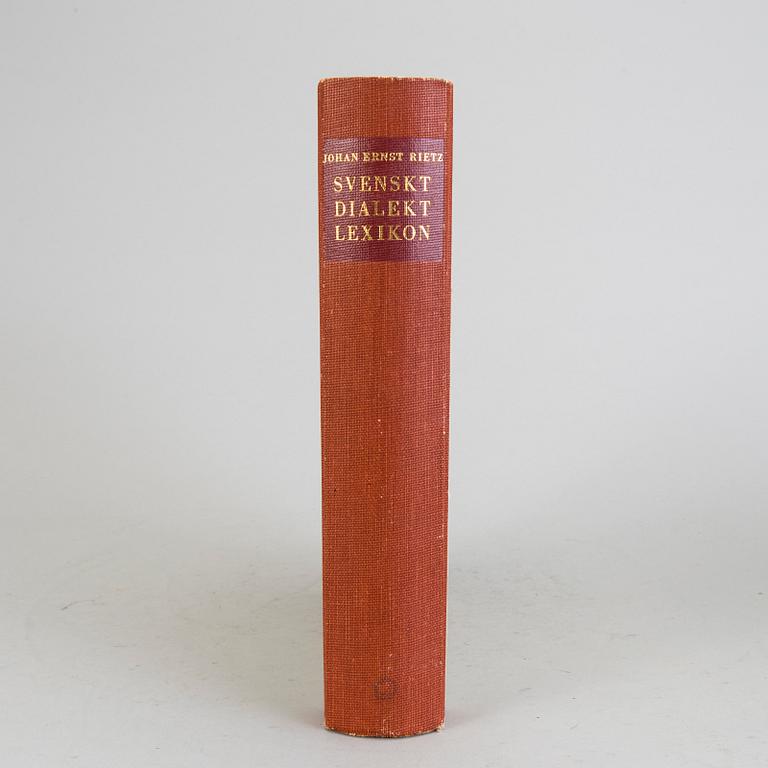 JOHAN ERNST RIETZ
SVENSKT
DIALEKT
LEXIKON